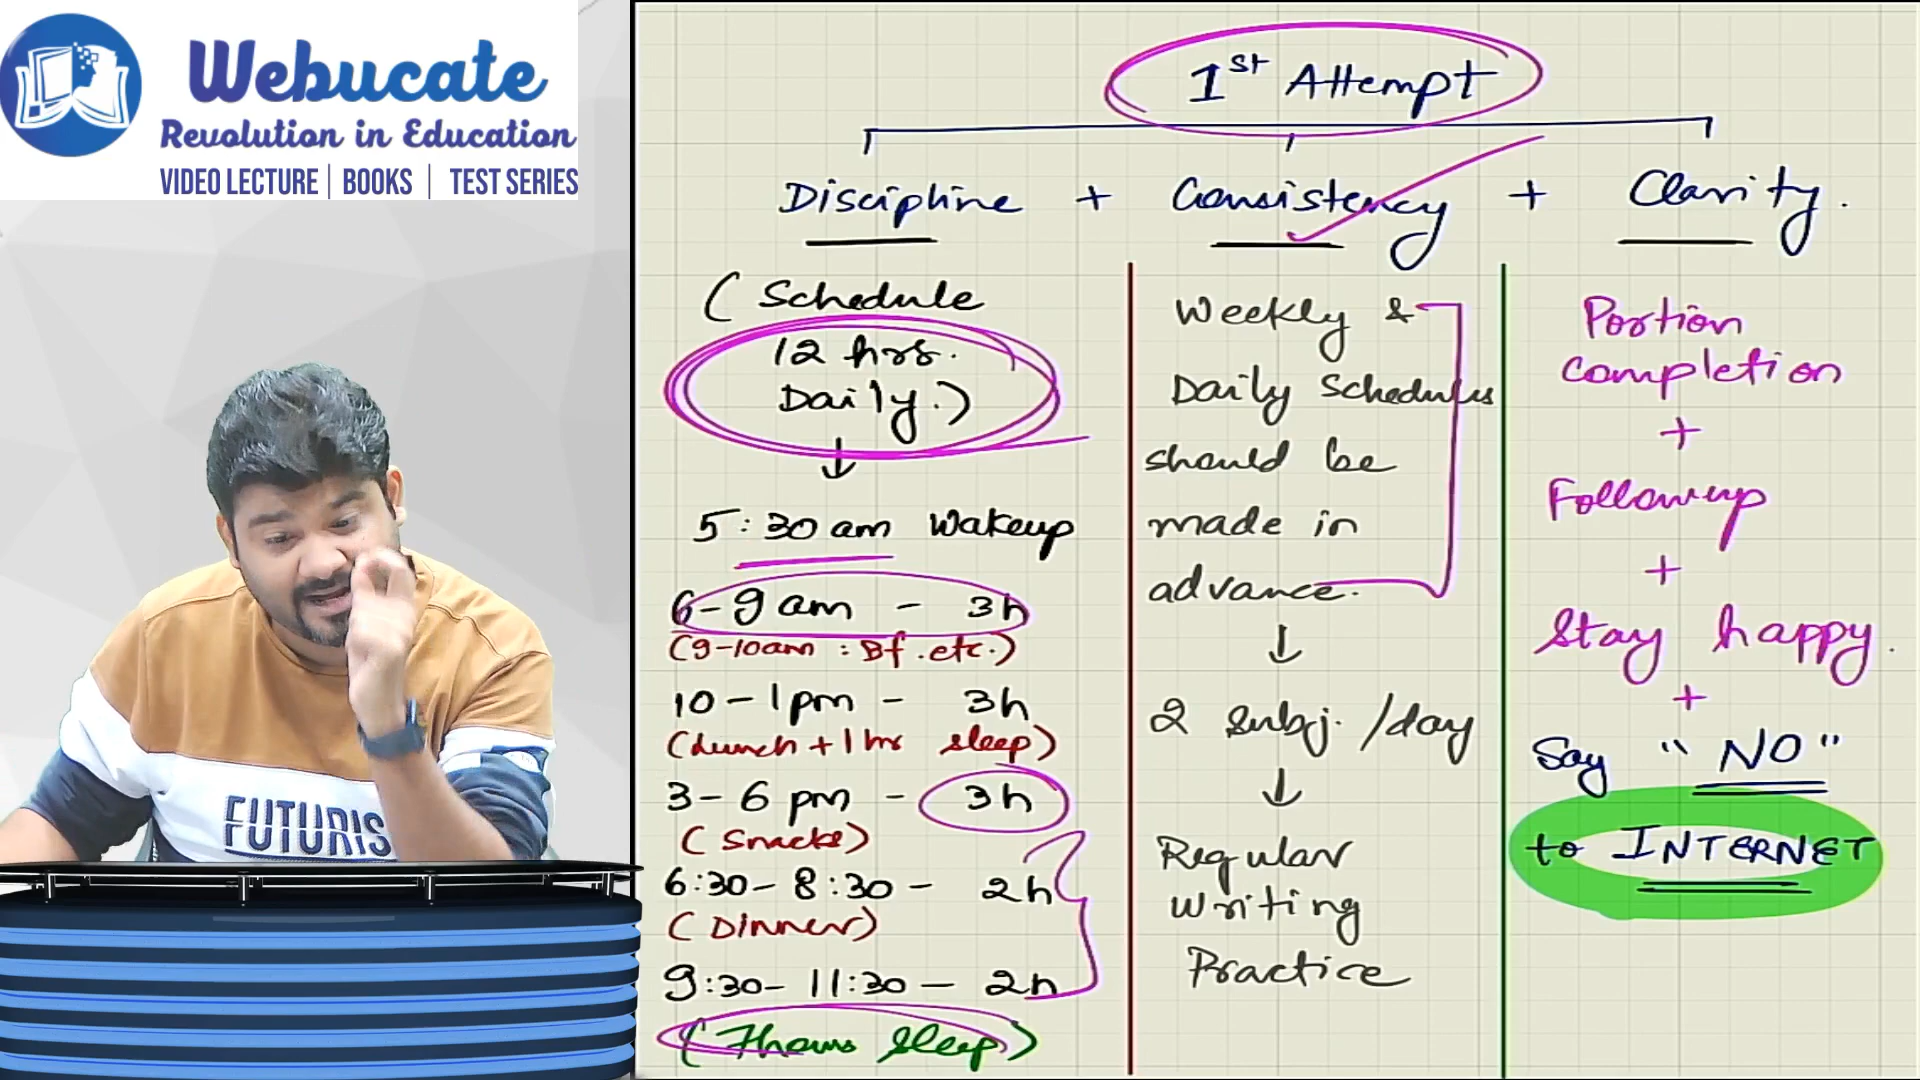 Webucate
Revolution in Education
VIDEO LECTURE | BOOKS | TEST SERIES
FUTURIS
1st Attempt
Discipline + Consistency + Clarity.
(Schedule
12 hrs.
Daily.)
↓
5:30 am Wakeup
6-9 am - 3h
(9-10am : Bf. etc.)
10-1pm - 3h
(Lunch + 1 hr sleep)
3-6 pm - 3h
(Snacks)
6:30-8:30 - 2h
(Dinner)
9:30-11:30 - 2h
(7hours sleep)
Weekly &
Daily Schedules
should be
made in
advance.
↓
2 Subj. /day
↓
Regular
Writing
Practice
Portion
Completion
+
Followup
+
Stay happy.
+
Say "NO"
to INTERNET